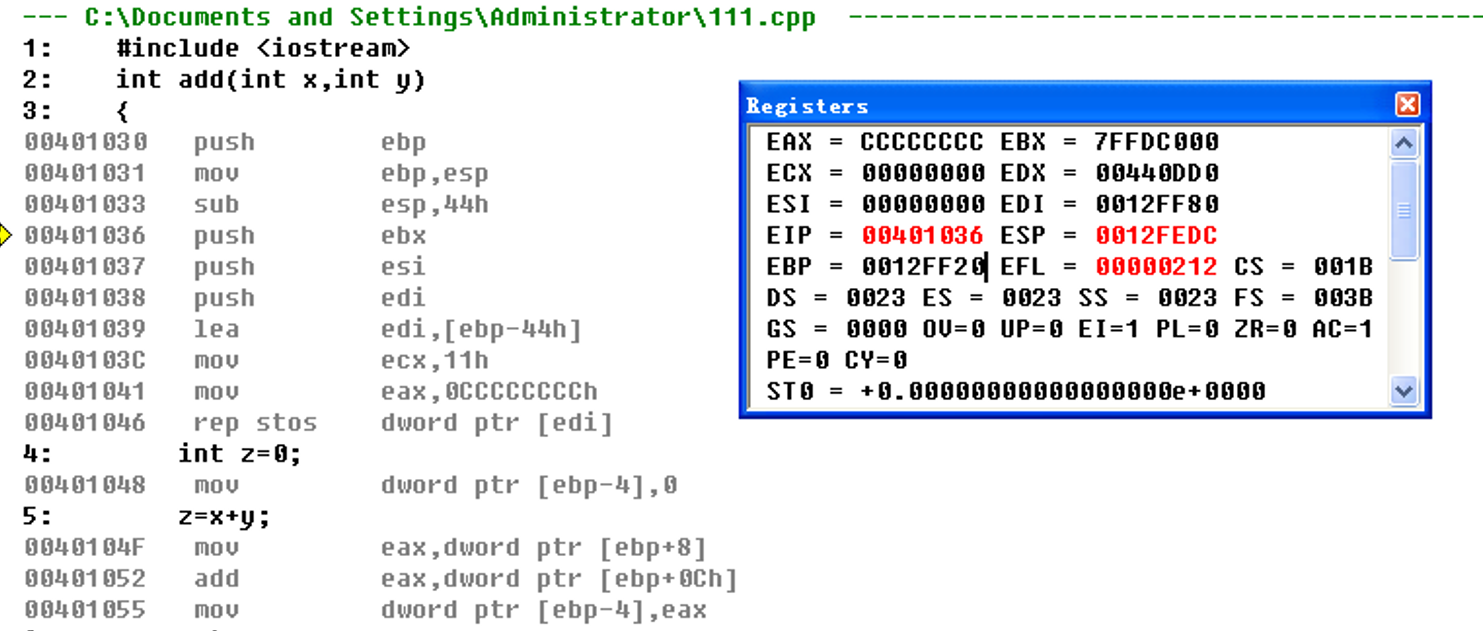 --- C:\Documents and Settings\Administrator\111.cpp ------------------------------------------
1: #include <iostream>
2: int add(int x,int y)
3: {
00401030 push ebp
00401031 mov ebp,esp
00401033 sub esp,44h
00401036 push ebx
00401037 push esi
00401038 push edi
00401039 lea edi,[ebp-44h]
0040103C mov ecx,11h
00401041 mov eax,0CCCCCCCCh
00401046 rep stos dword ptr [edi]
4: int z=0;
00401048 mov dword ptr [ebp-4],0
5: z=x+y;
0040104F mov eax,dword ptr [ebp+8]
00401052 add eax,dword ptr [ebp+0Ch]
00401055 mov dword ptr [ebp-4],eax
Registers
EAX = CCCCCCCC EBX = 7FFDC000
ECX = 00000000 EDX = 00440DD0
ESI = 00000000 EDI = 0012FF80
EIP = 00401036 ESP = 0012FEDC
EBP = 0012FF20 EFL = 00000212 CS = 001B
DS = 0023 ES = 0023 SS = 0023 FS = 003B
GS = 0000 OV=0 UP=0 EI=1 PL=0 ZR=0 AC=1
PE=0 CY=0
ST0 = +0.00000000000000000e+0000